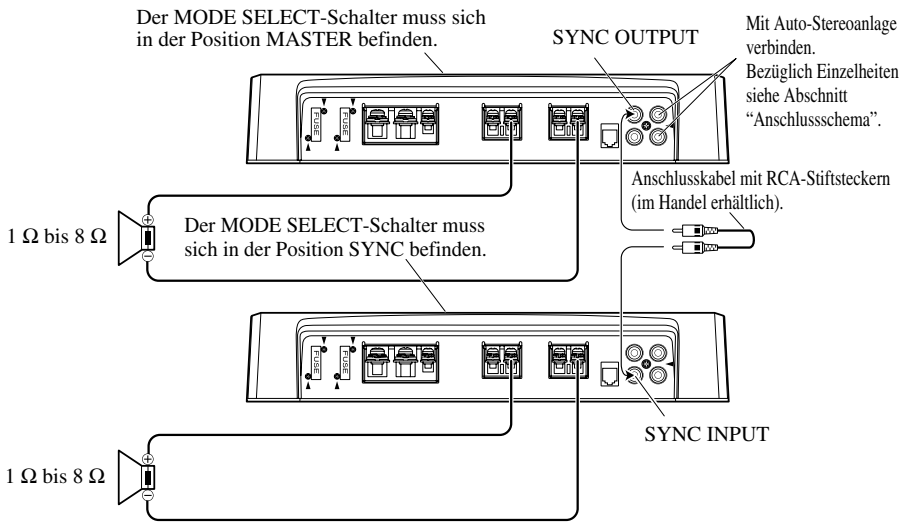 Der MODE SELECT-Schalter muss sich
in der Position MASTER befinden.
SYNC OUTPUT
Mit Auto-Stereoanlage
verbinden.
Bezüglich Einzelheiten
siehe Abschnitt
“Anschlussschema”.
FUSE
FUSE
Anschlusskabel mit RCA-Stiftsteckern
(im Handel erhältlich).
1 Ω bis 8 Ω
+
−
Der MODE SELECT-Schalter muss
sich in der Position SYNC befinden.
FUSE
FUSE
SYNC INPUT
1 Ω bis 8 Ω
+
−